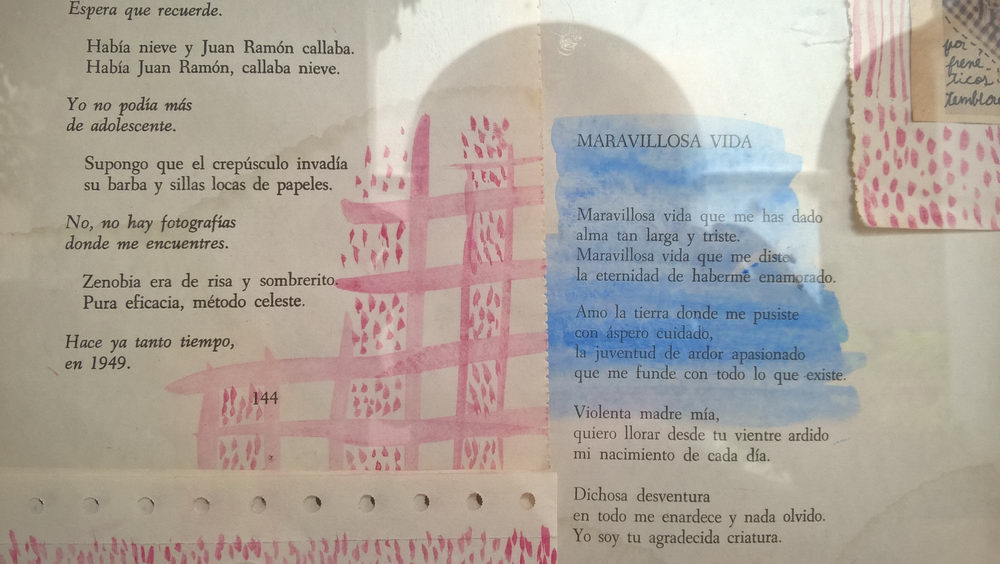 Espera que recuerde.
Había nieve y Juan Ramón callaba.
Había Juan Ramón, callaba nieve.
Yo no podía más
de adolescente.
Supongo que el crepúsculo invadía
su barba y sillas locas de papeles.
No, no hay fotografías
donde me encuentres.
Zenobia era de risa y sombrerito.
Pura eficacia, método celeste.
Hace ya tanto tiempo,
en 1949.
144
MARAVILLOSA VIDA
Maravillosa vida que me has dado
alma tan larga y triste.
Maravillosa vida que me diste
la eternidad de haberme enamorado.
Amo la tierra donde me pusiste
con áspero cuidado,
la juventud de ardor apasionado
que me funde con todo lo que existe.
Violenta madre mía,
quiero llorar desde tu vientre ardido
mi nacimiento de cada día.
Dichosa desventura
en todo me enardece y nada olvido.
Yo soy tu agradecida criatura.
por
frené-
ticos